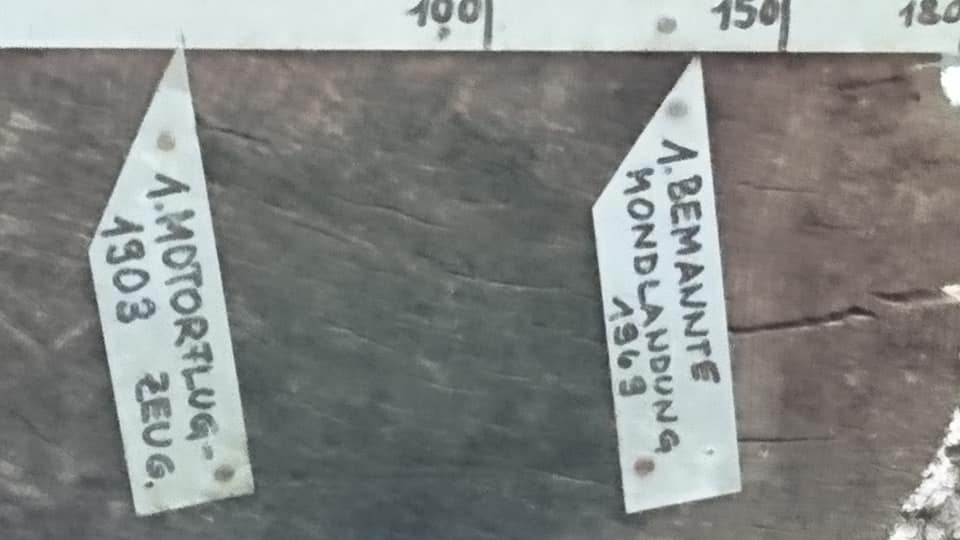 100
150
180
1. MOTORFLUG-
ZEUG.
1903
1. BEMANNTE
MONDLANDUNG
1969